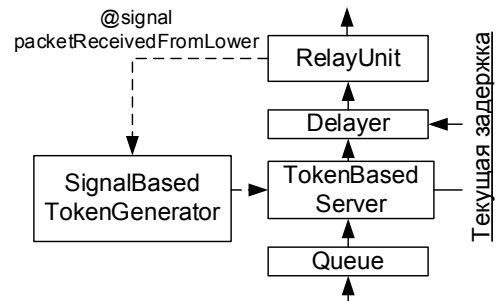 @signal
packetReceivedFromLower
RelayUnit
Delayer
SignalBased
TokenGenerator
TokenBased
Server
Queue
Текущая задержка